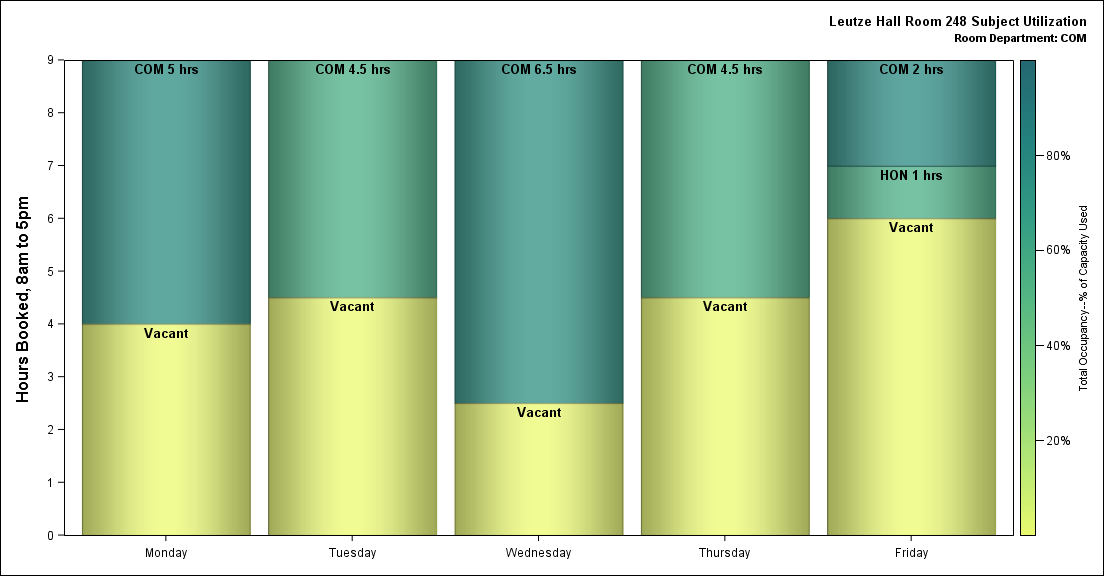 Leutze Hall Room 248 Subject Utilization
Room Department: COM
Hours Booked, 8am to 5pm
9
8
7
6
5
4
3
2
1
0
COM 5 hrs
Vacant
COM 4.5 hrs
Vacant
COM 6.5 hrs
Vacant
COM 4.5 hrs
Vacant
COM 2 hrs
HON 1 hrs
Vacant
Monday
Tuesday
Wednesday
Thursday
Friday
80%
60%
40%
20%
Total Occupancy--% of Capacity Used